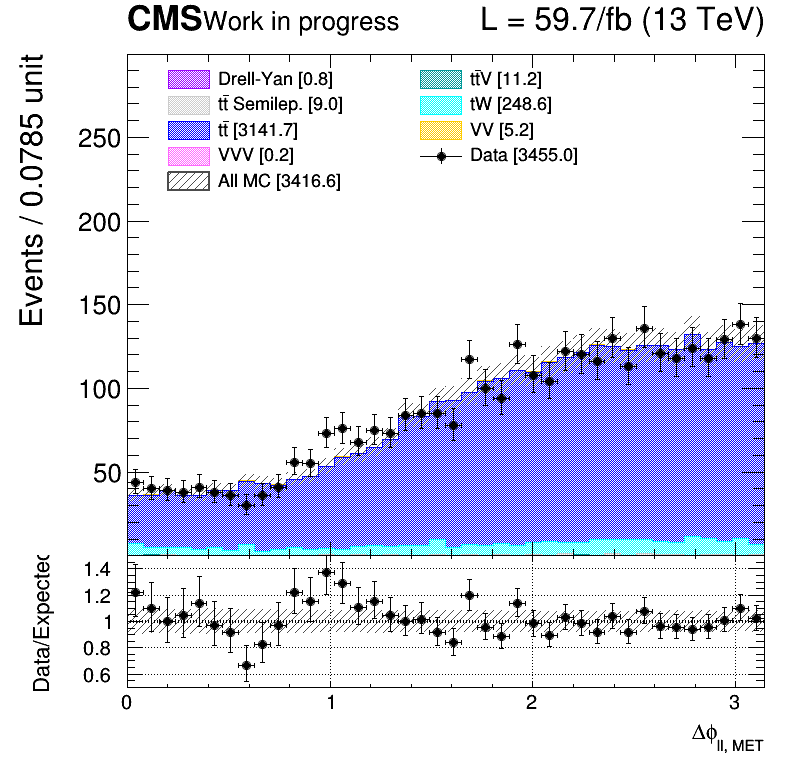 CMS Work in progress L = 59.7/fb (13 TeV)
Events / 0.0785 unit
Drell-Yan [0.8]
tt̄ Semilep. [9.0]
tt̄ [3141.7]
VVV [0.2]
All MC [3416.6]
tt̄V [11.2]
tW [248.6]
VV [5.2]
Data [3455.0]
250
200
150
100
50
Data/Expected
1.4
1.2
1
0.8
0.6
0 1 2 3
Δϕll, MET